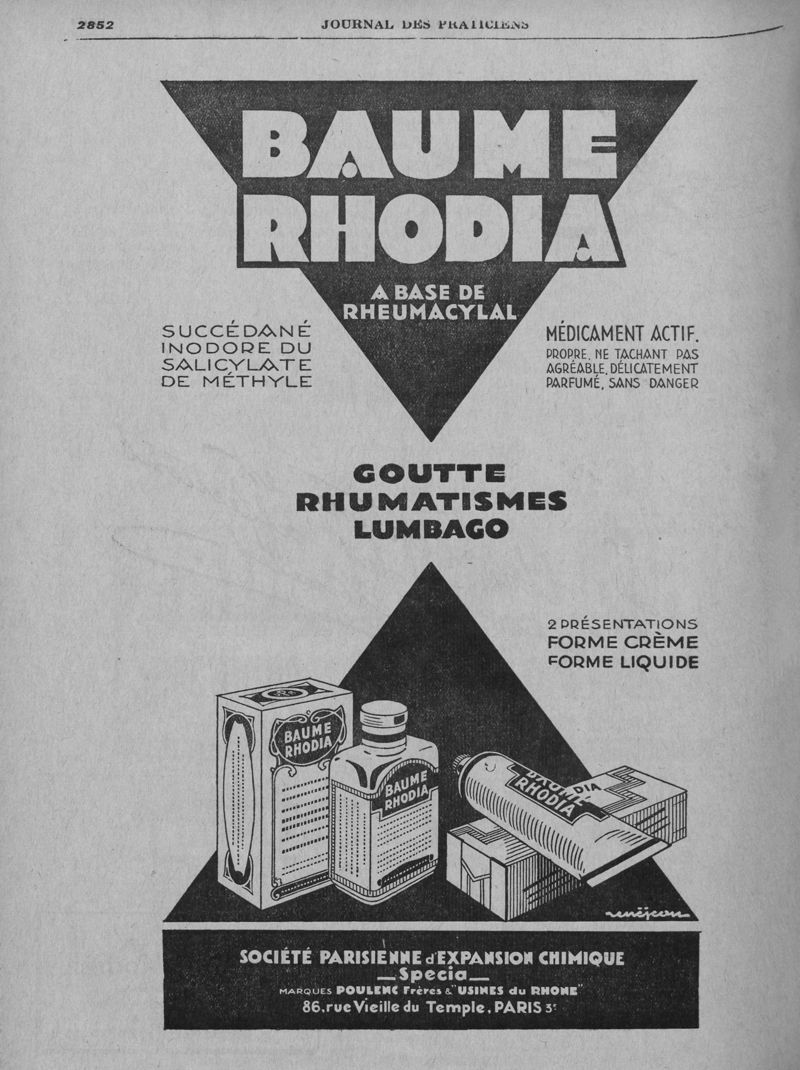 2852
JOURNAL DES PRATICIENS
BAUME
RHODIA
A BASE DE
RHEUMACYLAL
SUCCÉDANÉ
INODORE DU
SALICYLATE
DE MÉTHYLE
MÉDICAMENT ACTIF.
PROPRE, NE TACHANT PAS
AGRÉABLE, DÉLICATEMENT
PARFUMÉ, SANS DANGER
GOUTTE
RHUMATISMES
LUMBAGO
2 PRÉSENTATIONS
FORME CRÈME
FORME LIQUIDE
BAUME
RHODIA
BAUME
RHODIA
BAUME
RHODIA
DIA
SOCIÉTÉ PARISIENNE d'EXPANSION CHIMIQUE
_Specia_
MARQUES POULENC Frères & "USINES du RHONE"
86, rue Vieille du Temple, PARIS 3ᵉ